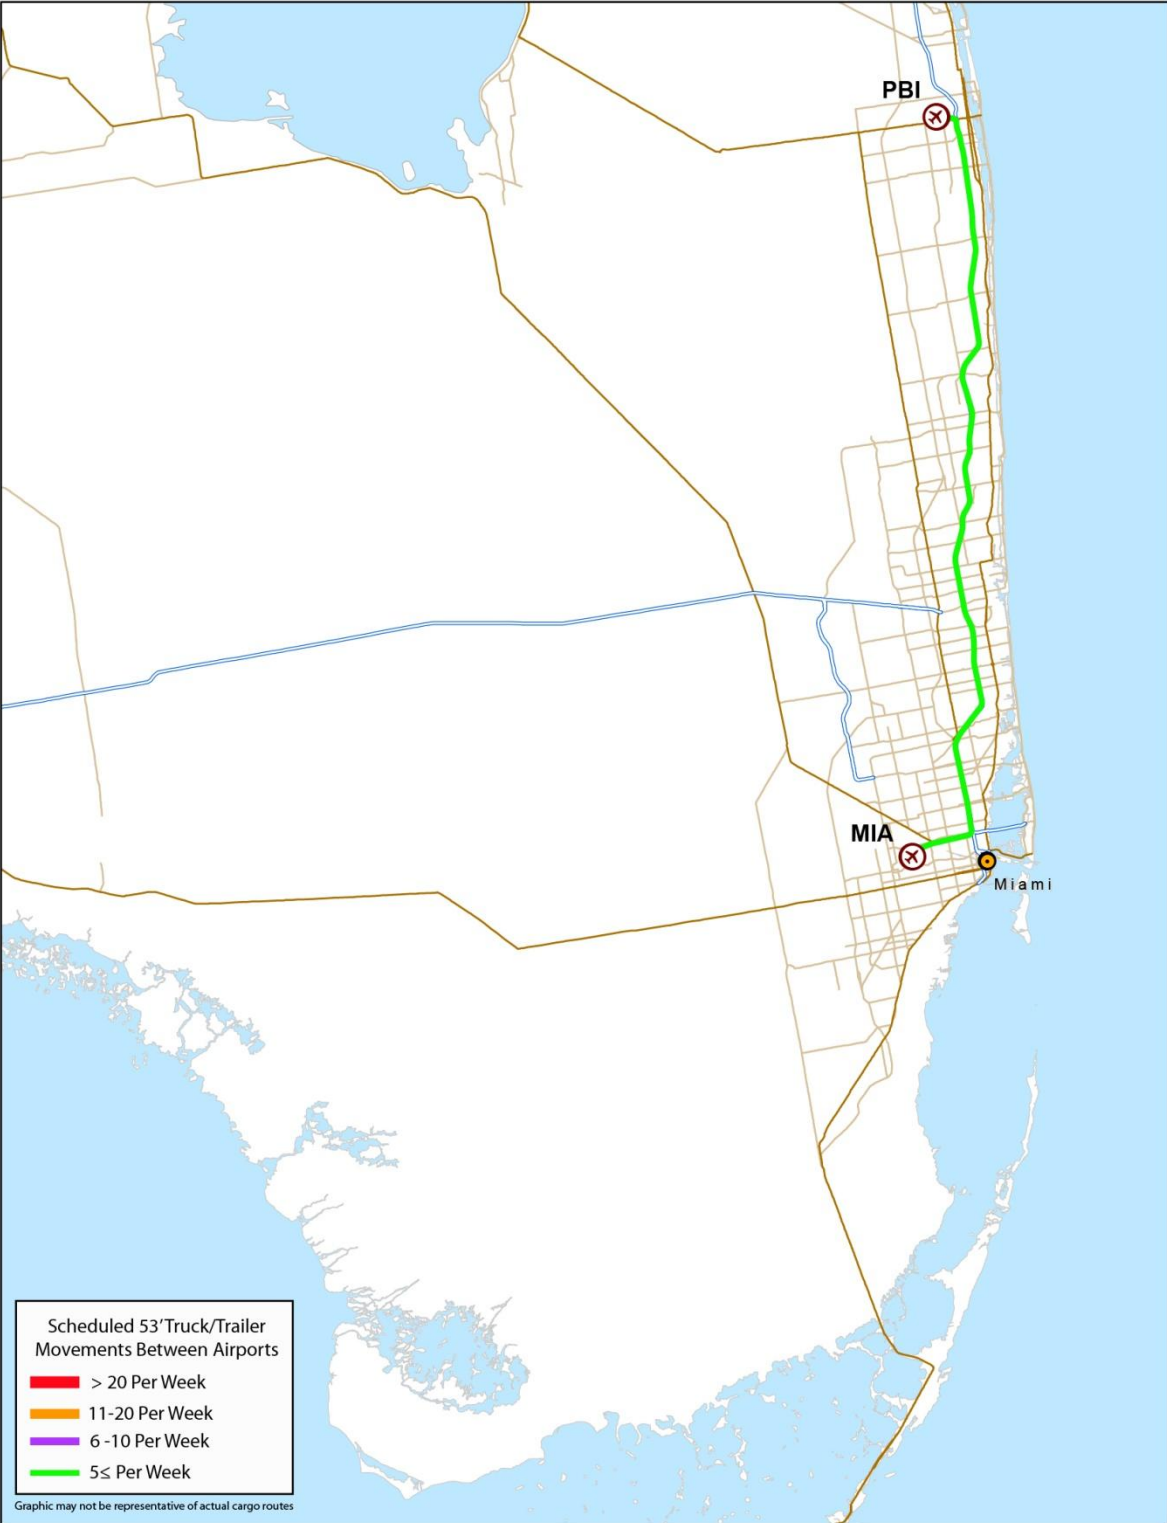 PBI
MIA
Miami
Scheduled 53'Truck/Trailer
Movements Between Airports
> 20 Per Week
11-20 Per Week
6 -10 Per Week
5≤ Per Week
Graphic may not be representative of actual cargo routes